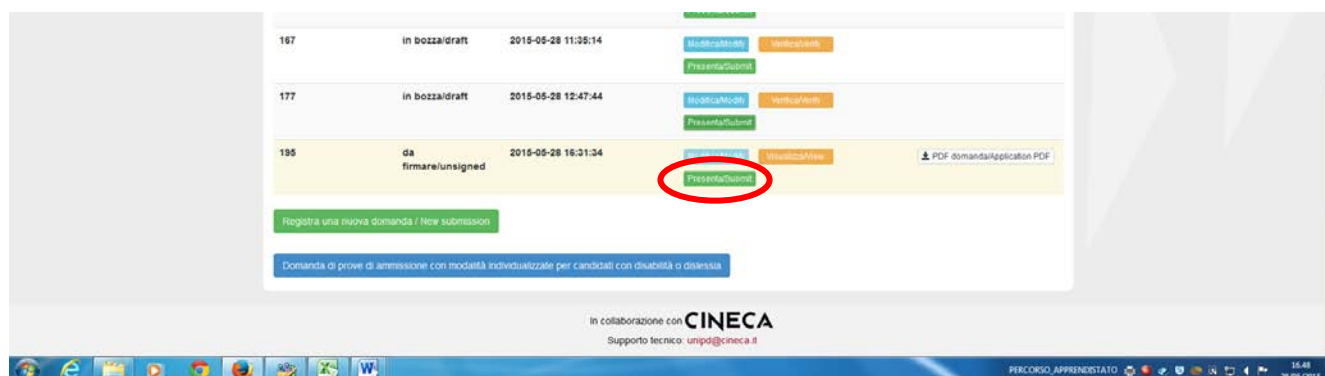 Presenta/Submit
167 in bozza/draft 2015-05-28 11:35:14 Modifica/Modify Verifica/Verify
Presenta/Submit
177 in bozza/draft 2015-05-28 12:47:44 Modifica/Modify Verifica/Verify
Presenta/Submit
195 da 2015-05-28 16:31:34 Visualizza/View PDF domanda/Application PDF
firmare/unsigned
Presenta/Submit
Registra una nuova domanda / New submission
Domanda di prove di ammissione con modalità individualizzate per candidati con disabilità o dislessia
In collaborazione con CINECA
Supporto tecnico: unipd@cineca.it
PERCORSO_APPRENDISTATO 16.48